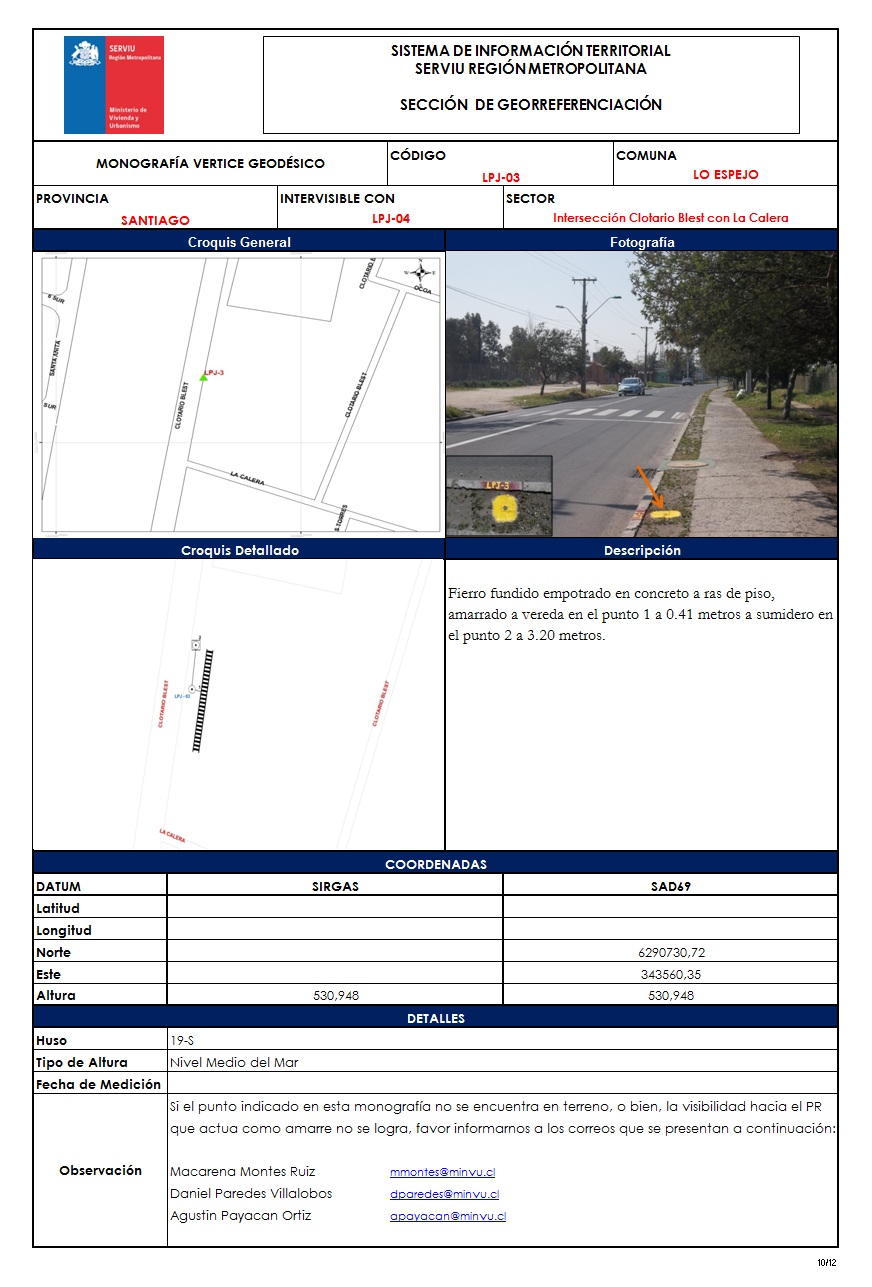 SERVIU
Región Metropolitana
Ministerio de
Vivienda y
Urbanismo
SISTEMA DE INFORMACIÓN TERRITORIAL
SERVIU REGIÓN METROPOLITANA
SECCIÓN DE GEORREFERENCIACIÓN
MONOGRAFÍA VERTICE GEODÉSICO
CÓDIGO
LPJ-03
COMUNA
LO ESPEJO
PROVINCIA
SANTIAGO
INTERVISIBLE CON
LPJ-04
SECTOR
Intersección Clotario Blest con La Calera
Croquis General
Fotografía
6 SUR
SANTA ANITA
SUR
CLOTARIO BLEST
LPJ-3
CLOTARIO B
OCOA
N
W
E
S
CLOTARIO BLEST
LA CALERA
S.TORRES
LPJ-03
Croquis Detallado
Descripción
CLOTARIO BLEST
LPJ - 03
CLOTARIO BLEST
LA CALERA
Fierro fundido empotrado en concreto a ras de piso,
amarrado a vereda en el punto 1 a 0.41 metros a sumidero en
el punto 2 a 3.20 metros.
COORDENADAS
DATUM SIRGAS SAD69
Latitud
Longitud
Norte 6290730,72
Este 343560,35
Altura 530,948 530,948
DETALLES
Huso 19-S
Tipo de Altura Nivel Medio del Mar
Fecha de Medición
Observación
Si el punto indicado en esta monografía no se encuentra en terreno, o bien, la visibilidad hacia el PR
que actua como amarre no se logra, favor informarnos a los correos que se presentan a continuación:
Macarena Montes Ruiz mmontes@minvu.cl
Daniel Paredes Villalobos dparedes@minvu.cl
Agustin Payacan Ortiz apayacan@minvu.cl
10/12